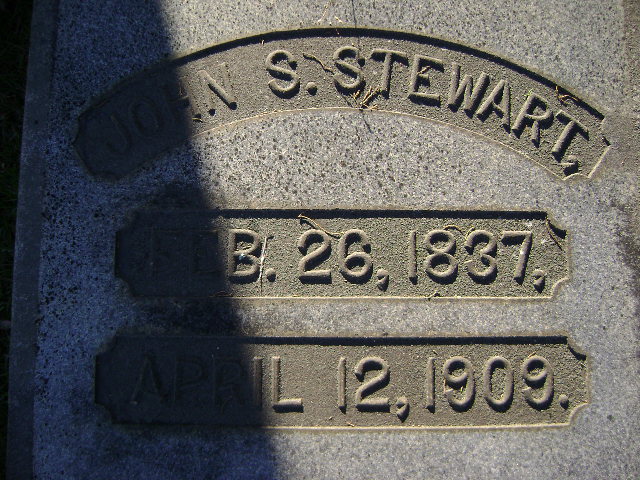 JOHN S. STEWART,
FEB. 26, 1837,
APRIL 12, 1909.